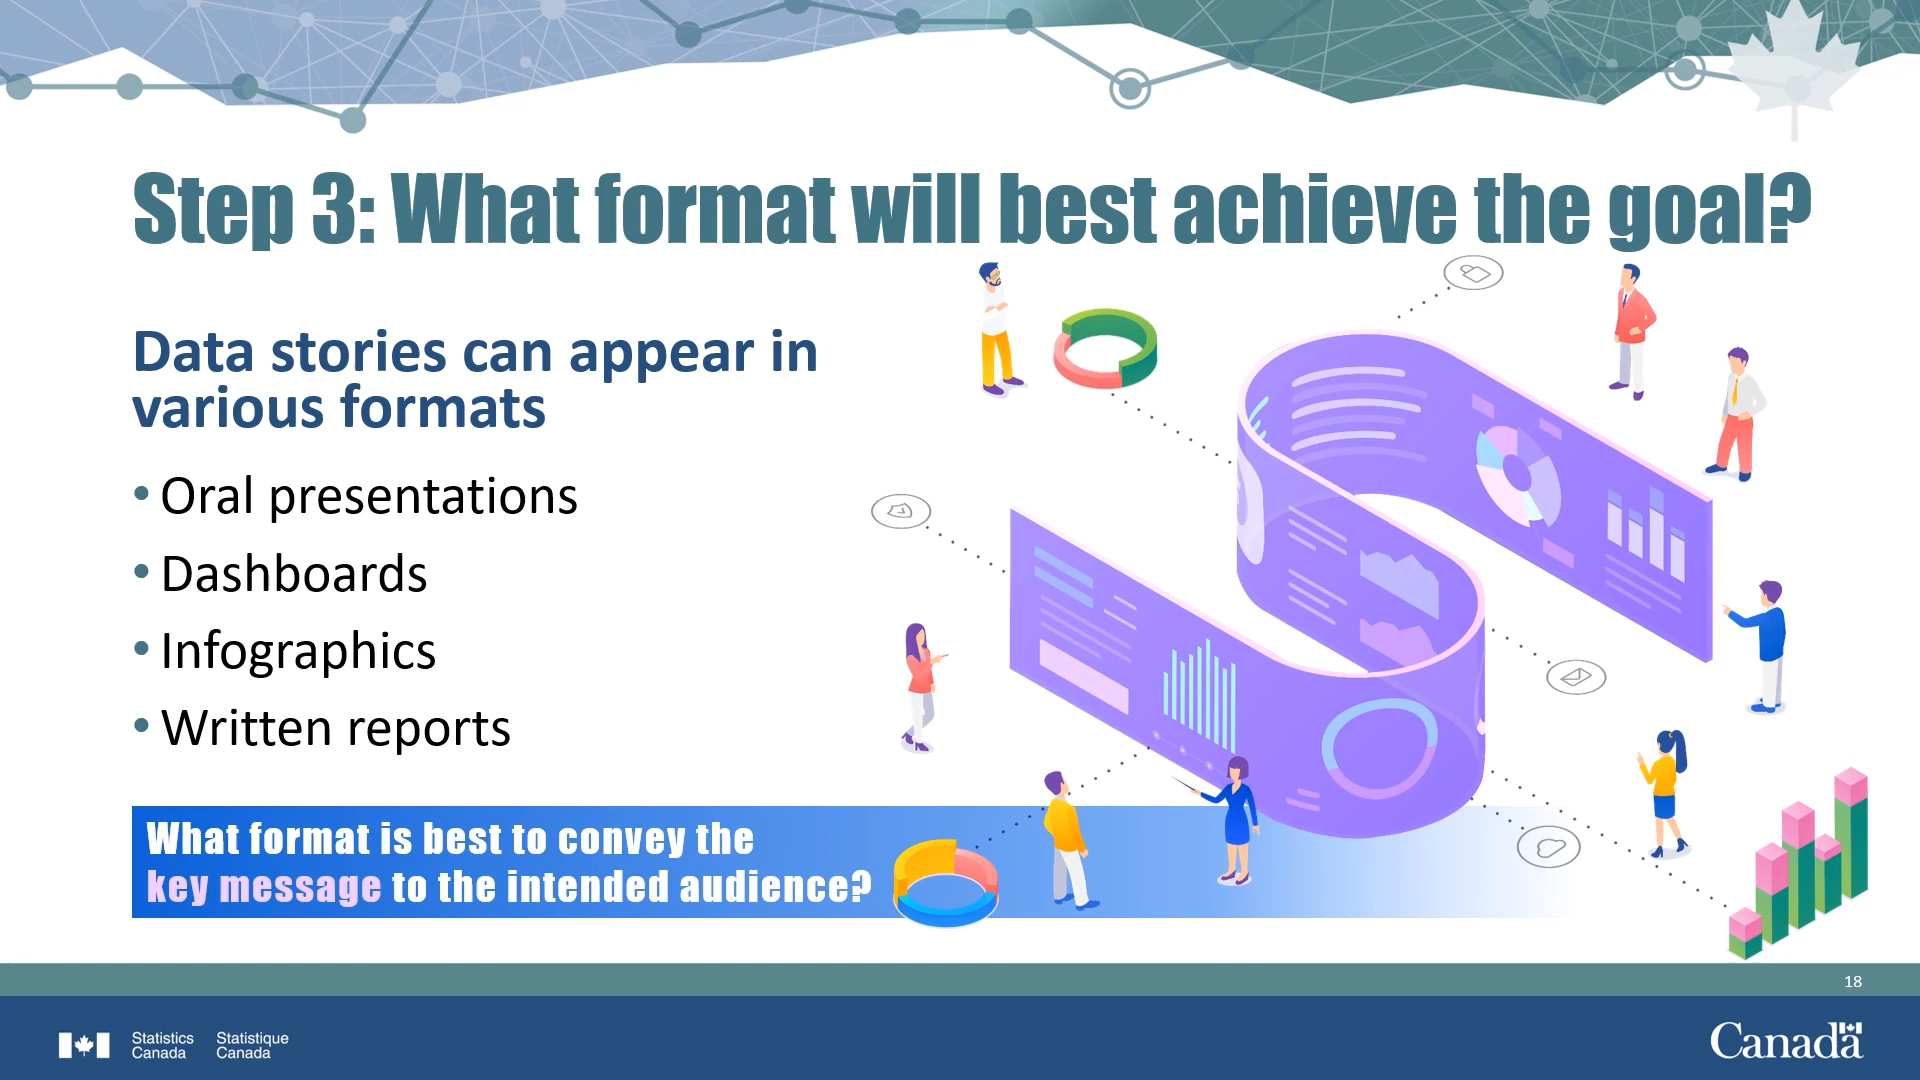 Step 3: What format will best achieve the goal?
Data stories can appear in
various formats
• Oral presentations
• Dashboards
• Infographics
• Written reports
What format is best to convey the
key message to the intended audience?
18
Statistics
Canada
Statistique
Canada
Canada